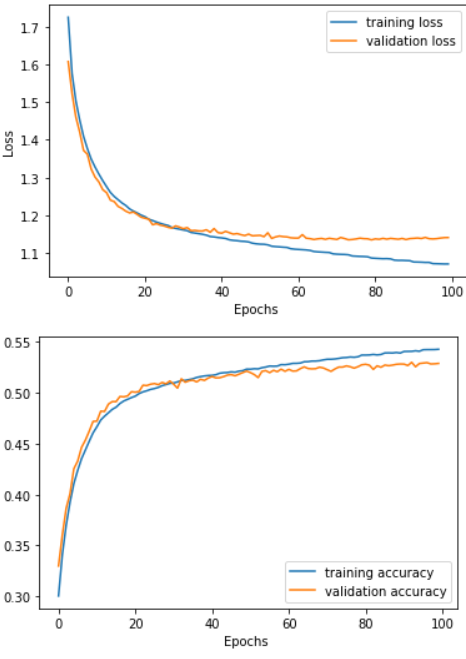 1.7
1.6
1.5
1.4
1.3
1.2
1.1
Loss
training loss
validation loss
0 20 40 60 80 100
Epochs
0.55
0.50
0.45
0.40
0.35
0.30
training accuracy
validation accuracy
0 20 40 60 80 100
Epochs